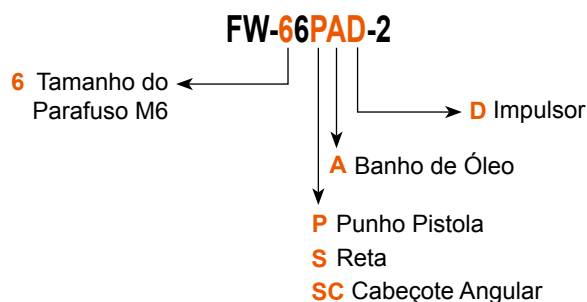 FW-66PAD-2
6 Tamanho do
Parafuso M6
D Impulsor
A Banho de Óleo
P Punho Pistola
S Reta
SC Cabeçote Angular